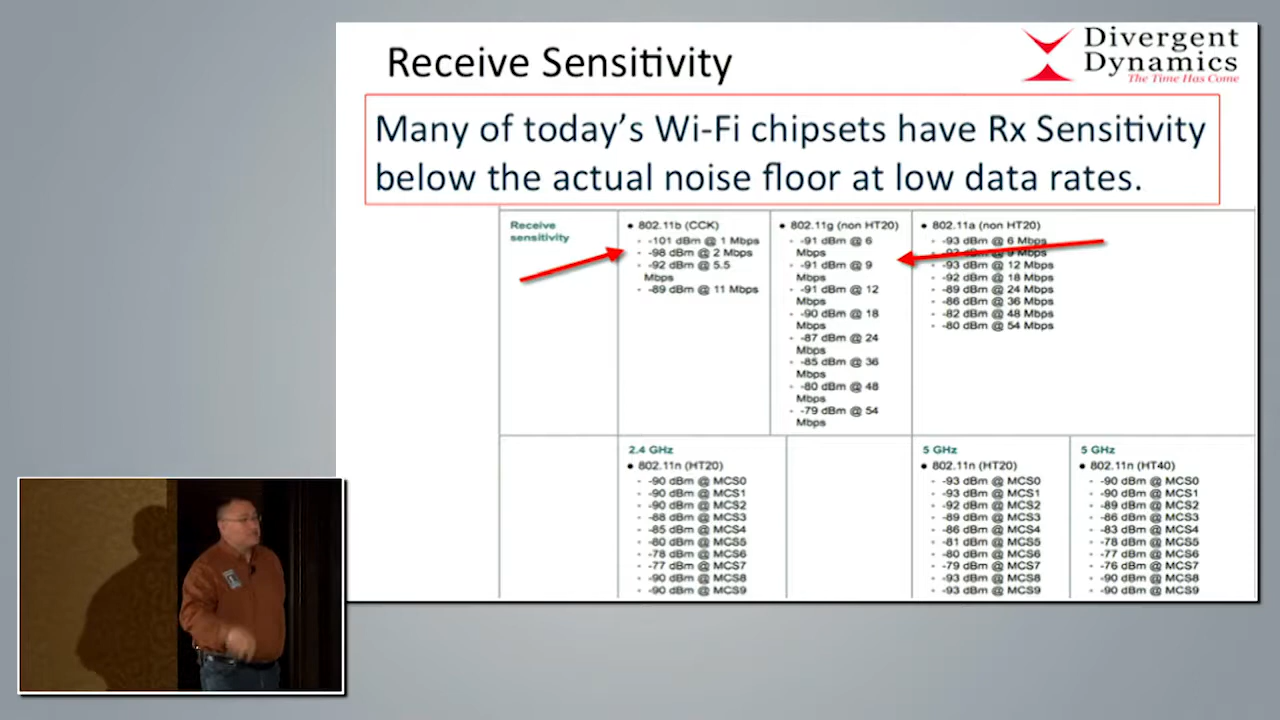 Receive Sensitivity
Divergent
Dynamics
The Time Has Come
Many of today's Wi-Fi chipsets have Rx Sensitivity
below the actual noise floor at low data rates.
Receive
sensitivity
• 802.11b (CCK)
-101 dBm @ 1 Mbps
-98 dBm @ 2 Mbps
-92 dBm @ 5.5
Mbps
-89 dBm @ 11 Mbps
• 802.11g (non HT20)
-91 dBm @ 6
Mbps
-91 dBm @ 9
Mbps
-91 dBm @ 12
Mbps
-90 dBm @ 18
Mbps
-87 dBm @ 24
Mbps
-85 dBm @ 36
Mbps
-80 dBm @ 48
Mbps
-79 dBm @ 54
Mbps
• 802.11a (non HT20)
-93 dBm @ 6 Mbps
-93 dBm @ 9 Mbps
-93 dBm @ 12 Mbps
-92 dBm @ 18 Mbps
-89 dBm @ 24 Mbps
-86 dBm @ 36 Mbps
-82 dBm @ 48 Mbps
-80 dBm @ 54 Mbps
2.4 GHz
• 802.11n (HT20)
-90 dBm @ MCS0
-90 dBm @ MCS1
-90 dBm @ MCS2
-88 dBm @ MCS3
-85 dBm @ MCS4
-80 dBm @ MCS5
-78 dBm @ MCS6
-77 dBm @ MCS7
-90 dBm @ MCS8
-90 dBm @ MCS9
5 GHz
• 802.11n (HT20)
-93 dBm @ MCS0
-93 dBm @ MCS1
-92 dBm @ MCS2
-89 dBm @ MCS3
-86 dBm @ MCS4
-81 dBm @ MCS5
-80 dBm @ MCS6
-79 dBm @ MCS7
-93 dBm @ MCS8
-93 dBm @ MCS9
5 GHz
• 802.11n (HT40)
-90 dBm @ MCS0
-90 dBm @ MCS1
-89 dBm @ MCS2
-86 dBm @ MCS3
-83 dBm @ MCS4
-78 dBm @ MCS5
-77 dBm @ MCS6
-76 dBm @ MCS7
-90 dBm @ MCS8
-90 dBm @ MCS9